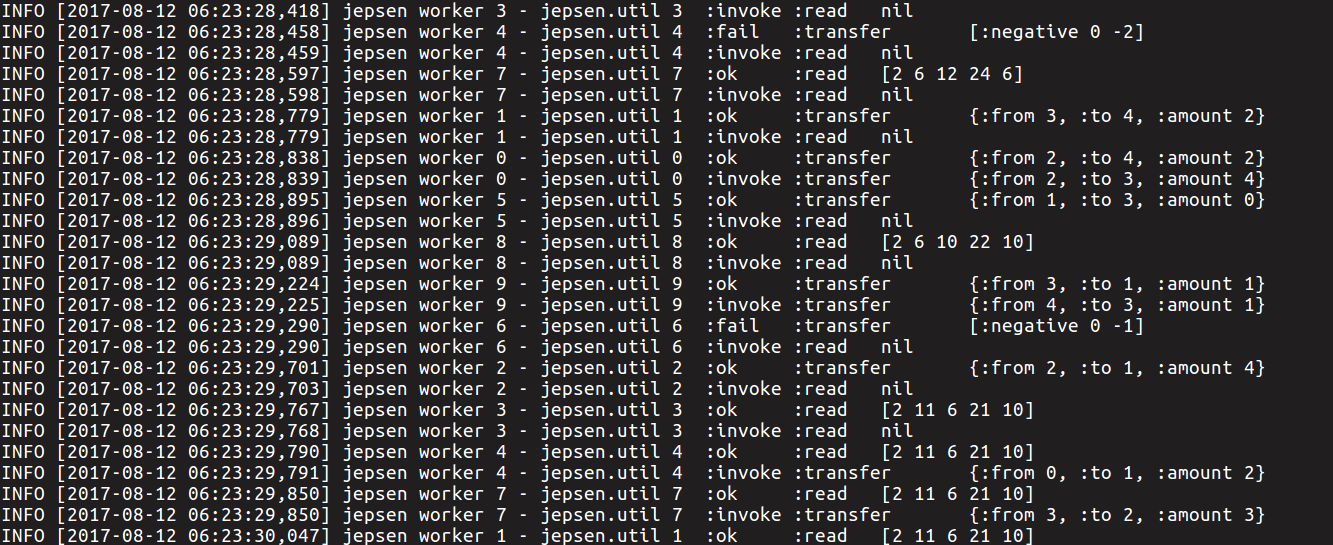 INFO [2017-08-12 06:23:28,418] jepsen worker 3 - jepsen.util 3  :invoke :read   nil
INFO [2017-08-12 06:23:28,458] jepsen worker 4 - jepsen.util 4  :fail   :transfer       [:negative 0 -2]
INFO [2017-08-12 06:23:28,459] jepsen worker 4 - jepsen.util 4  :invoke :read   nil
INFO [2017-08-12 06:23:28,597] jepsen worker 7 - jepsen.util 7  :ok     :read   [2 6 12 24 6]
INFO [2017-08-12 06:23:28,598] jepsen worker 7 - jepsen.util 7  :invoke :read   nil
INFO [2017-08-12 06:23:28,779] jepsen worker 1 - jepsen.util 1  :ok     :transfer       {:from 3, :to 4, :amount 2}
INFO [2017-08-12 06:23:28,779] jepsen worker 1 - jepsen.util 1  :invoke :read   nil
INFO [2017-08-12 06:23:28,838] jepsen worker 0 - jepsen.util 0  :ok     :transfer       {:from 2, :to 4, :amount 2}
INFO [2017-08-12 06:23:28,839] jepsen worker 0 - jepsen.util 0  :invoke :transfer       {:from 2, :to 3, :amount 4}
INFO [2017-08-12 06:23:28,895] jepsen worker 5 - jepsen.util 5  :ok     :transfer       {:from 1, :to 3, :amount 0}
INFO [2017-08-12 06:23:28,896] jepsen worker 5 - jepsen.util 5  :invoke :read   nil
INFO [2017-08-12 06:23:29,089] jepsen worker 8 - jepsen.util 8  :ok     :read   [2 6 10 22 10]
INFO [2017-08-12 06:23:29,089] jepsen worker 8 - jepsen.util 8  :invoke :read   nil
INFO [2017-08-12 06:23:29,224] jepsen worker 9 - jepsen.util 9  :ok     :transfer       {:from 3, :to 1, :amount 1}
INFO [2017-08-12 06:23:29,225] jepsen worker 9 - jepsen.util 9  :invoke :transfer       {:from 4, :to 3, :amount 1}
INFO [2017-08-12 06:23:29,290] jepsen worker 6 - jepsen.util 6  :fail   :transfer       [:negative 0 -1]
INFO [2017-08-12 06:23:29,290] jepsen worker 6 - jepsen.util 6  :invoke :read   nil
INFO [2017-08-12 06:23:29,701] jepsen worker 2 - jepsen.util 2  :ok     :transfer       {:from 2, :to 1, :amount 4}
INFO [2017-08-12 06:23:29,703] jepsen worker 2 - jepsen.util 2  :invoke :read   nil
INFO [2017-08-12 06:23:29,767] jepsen worker 3 - jepsen.util 3  :ok     :read   [2 11 6 21 10]
INFO [2017-08-12 06:23:29,768] jepsen worker 3 - jepsen.util 3  :invoke :read   nil
INFO [2017-08-12 06:23:29,790] jepsen worker 4 - jepsen.util 4  :ok     :read   [2 11 6 21 10]
INFO [2017-08-12 06:23:29,791] jepsen worker 4 - jepsen.util 4  :invoke :transfer       {:from 0, :to 1, :amount 2}
INFO [2017-08-12 06:23:29,850] jepsen worker 7 - jepsen.util 7  :ok     :read   [2 11 6 21 10]
INFO [2017-08-12 06:23:29,850] jepsen worker 7 - jepsen.util 7  :invoke :transfer       {:from 3, :to 2, :amount 3}
INFO [2017-08-12 06:23:30,047] jepsen worker 1 - jepsen.util 1  :ok     :read   [2 11 6 21 10]